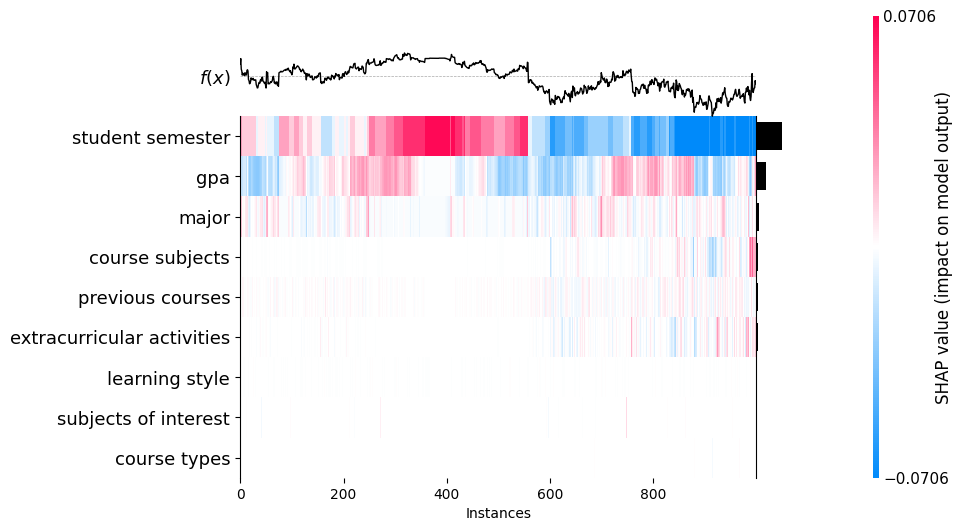 0.0706
f(x)
student semester
gpa
major
course subjects
previous courses
extracurricular activities
learning style
subjects of interest
course types
0 200 400 600 800
Instances
SHAP value (impact on model output)
−0.0706